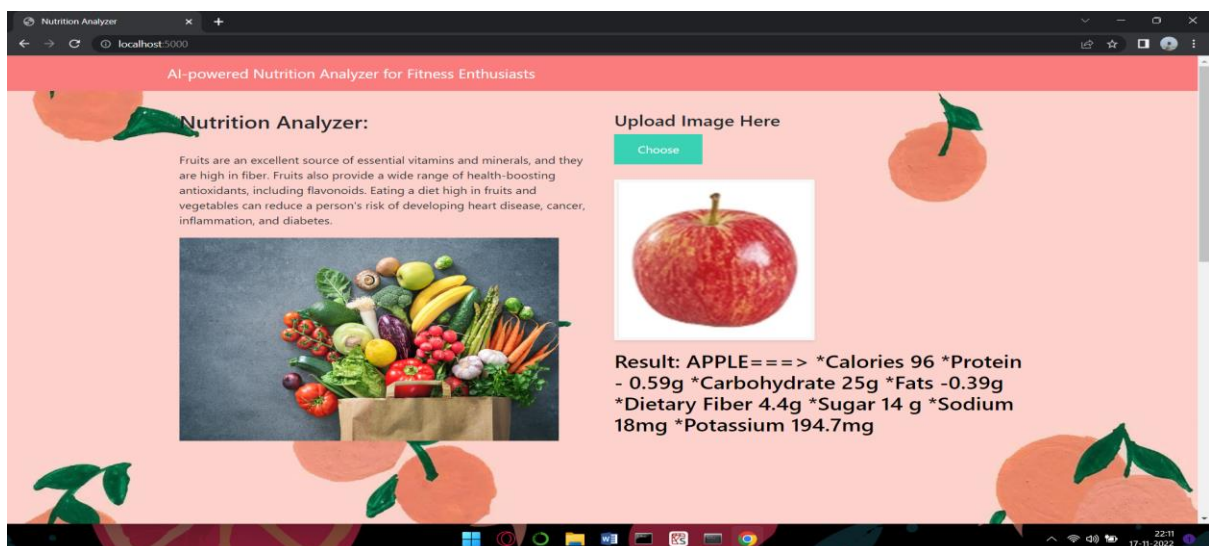 Nutrition Analyzer
localhost:5000
AI-powered Nutrition Analyzer for Fitness Enthusiasts
Nutrition Analyzer:
Fruits are an excellent source of essential vitamins and minerals, and they
are high in fiber. Fruits also provide a wide range of health-boosting
antioxidants, including flavonoids. Eating a diet high in fruits and
vegetables can reduce a person's risk of developing heart disease, cancer,
inflammation, and diabetes.
Upload Image Here
Choose
Result: APPLE===> *Calories 96 *Protein
- 0.59g *Carbohydrate 25g *Fats -0.39g
*Dietary Fiber 4.4g *Sugar 14 g *Sodium
18mg *Potassium 194.7mg
22:11
17-11-2022